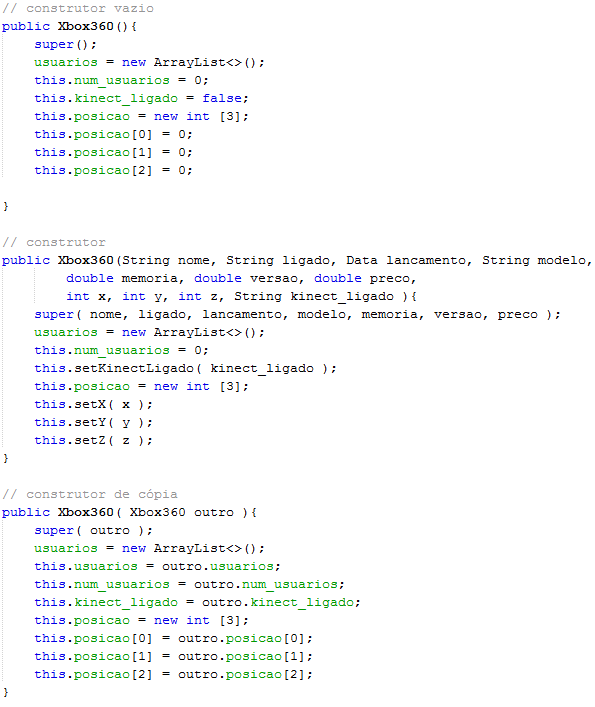 // construtor vazio
public Xbox360(){
super();
usuarios = new ArrayList<>();
this.num_usuarios = 0;
this.kinect_ligado = false;
this.posicao = new int [3];
this.posicao[0] = 0;
this.posicao[1] = 0;
this.posicao[2] = 0;
}
// construtor
public Xbox360(String nome, String ligado, Data lancamento, String modelo,
double memoria, double versao, double preco,
int x, int y, int z, String kinect_ligado ){
super( nome, ligado, lancamento, modelo, memoria, versao, preco );
usuarios = new ArrayList<>();
this.num_usuarios = 0;
this.setKinectLigado( kinect_ligado );
this.posicao = new int [3];
this.setX( x );
this.setY( y );
this.setZ( z );
}
// construtor de cópia
public Xbox360( Xbox360 outro ){
super( outro );
usuarios = new ArrayList<>();
this.usuarios = outro.usuarios;
this.num_usuarios = outro.num_usuarios;
this.kinect_ligado = outro.kinect_ligado;
this.posicao = new int [3];
this.posicao[0] = outro.posicao[0];
this.posicao[1] = outro.posicao[1];
this.posicao[2] = outro.posicao[2];
}